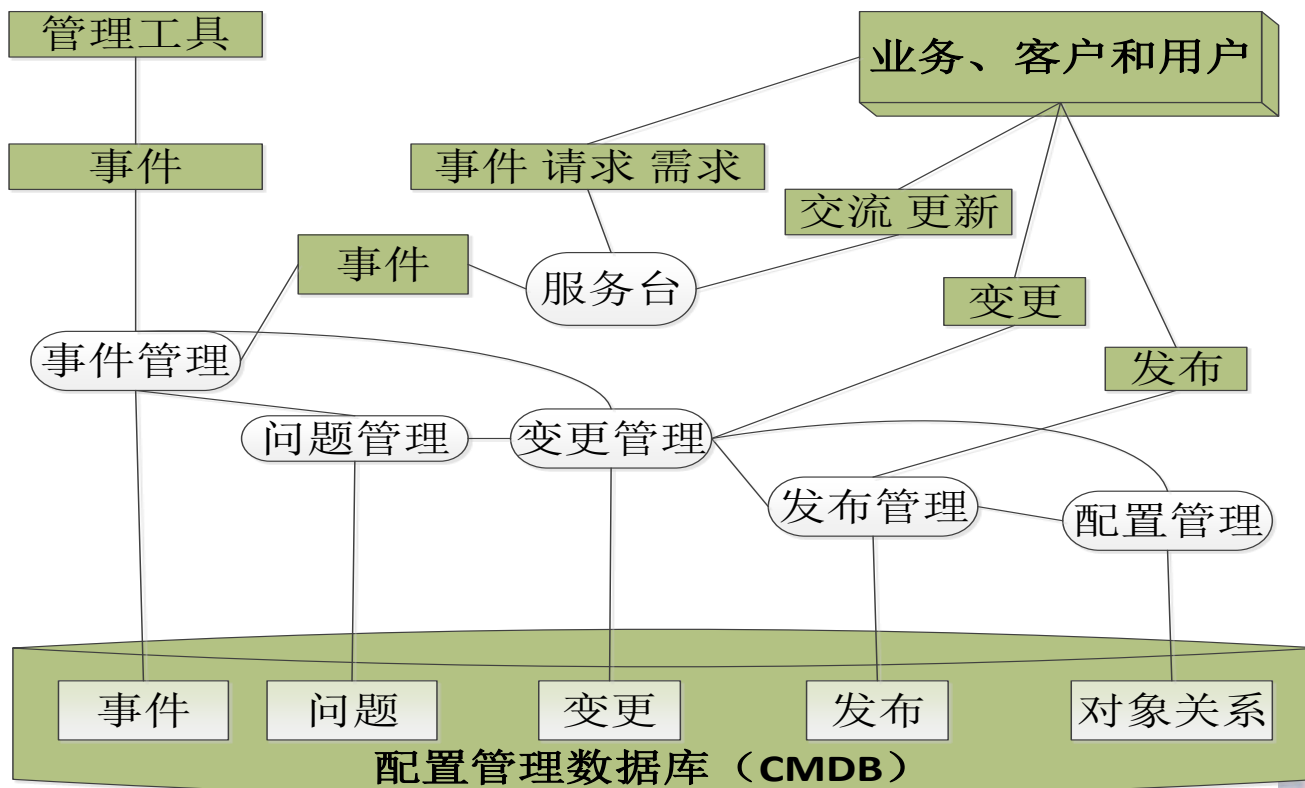 管理工具
业务、客户和用户
事件
事件 请求 需求
交流 更新
事件
服务台
变更
事件管理
发布
问题管理
变更管理
发布管理
配置管理
事件
问题
变更
发布
对象关系
配置管理数据库（CMDB）